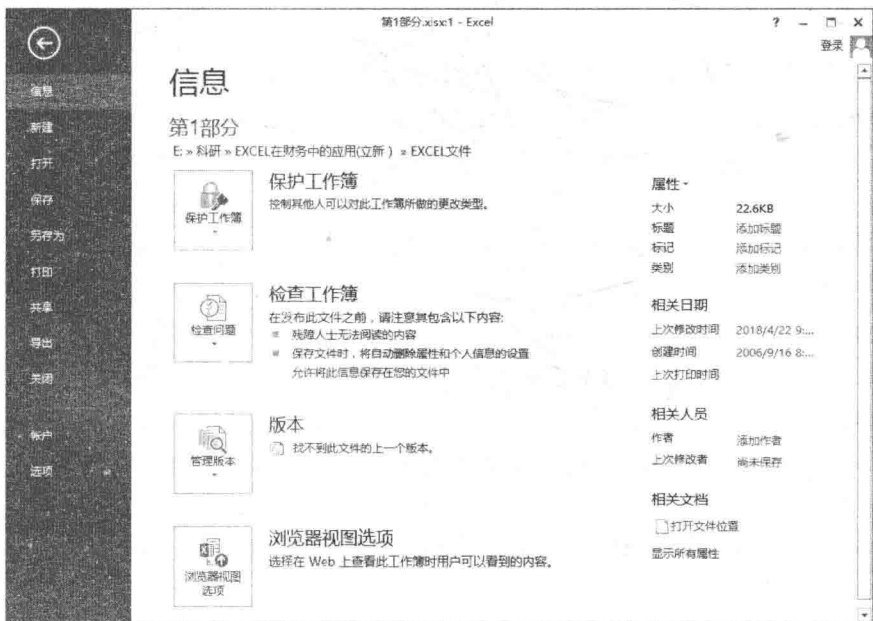 第1部分.xlsx:1 - Excel
?
登录
信息
新建
打开
保存
另存为
打印
共享
导出
关闭
帐户
选项
信息
第1部分
E: » 科研 » EXCEL在财务中的应用(立新) » EXCEL文件
保护工作簿
保护工作簿
控制其他人可以对此工作簿所做的更改类型。
检查问题
检查工作簿
在发布此文件之前，请注意其包含以下内容:
残障人士无法阅读的内容
保存文件时，将自动删除属性和个人信息的设置
允许将此信息保存在您的文件中
管理版本
版本
找不到此文件的上一个版本。
浏览器视图
选项
浏览器视图选项
选择在 Web 上查看此工作簿时用户可以看到的内容。
属性
大小 22.6KB
标题 添加标题
标记 添加标记
类别 添加类别
相关日期
上次修改时间 2018/4/22 9:...
创建时间 2006/9/16 8:...
上次打印时间
相关人员
作者 添加作者
上次修改者 尚未保存
相关文档
打开文件位置
显示所有属性